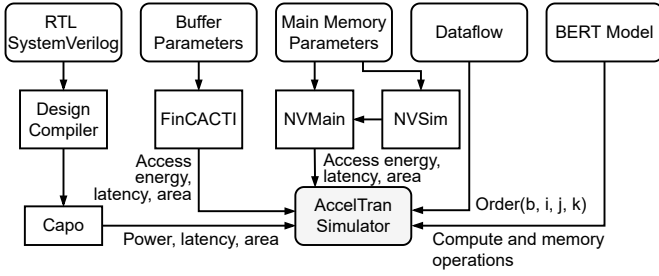 RTL
SystemVerilog
Buffer
Parameters
Main Memory
Parameters
Dataflow
BERT Model
Design
Compiler
FinCACTI
NVMain
NVSim
Access
energy,
latency, area
Access energy,
latency, area
Capo
Power, latency, area
AccelTran
Simulator
Order(b, i, j, k)
Compute and memory
operations